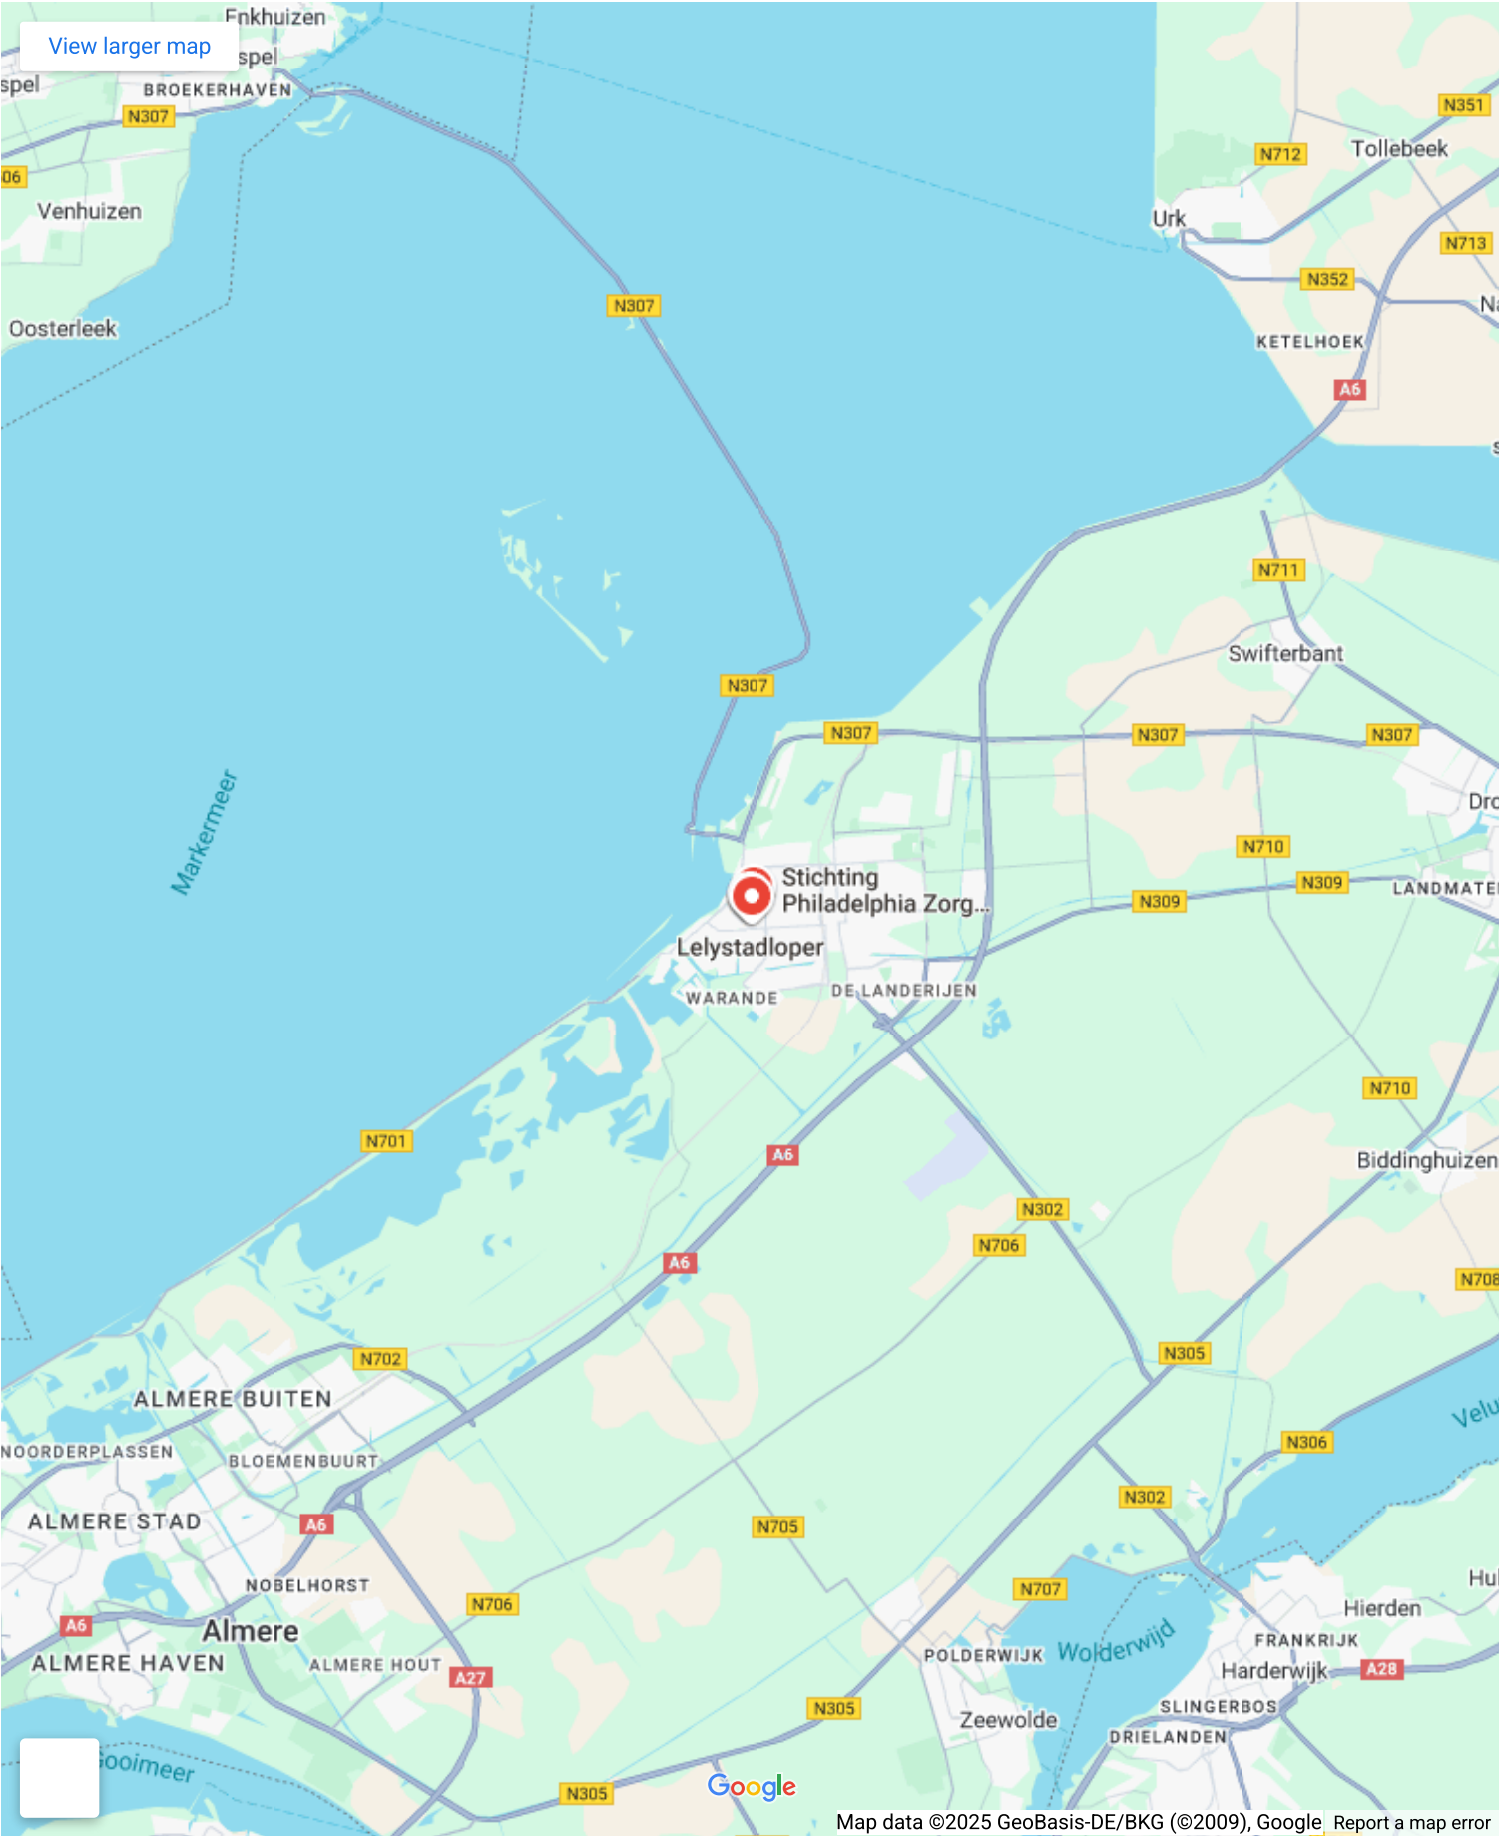 Enkhuizen
View larger map
spel
spel
BROEKERHAVEN
N307
N351
Tollebeek
N712
06
Venhuizen
Urk
N713
N352
N307
Oosterleek
KETELHOEK
A6
N711
Swifterbant
N307
N307
N307
N307
Markermeer
N710
Stichting
Philadelphia Zorg...
N309
N309
LANDMATE
Lelystadloper
WARANDE
DE LANDERIJEN
N710
N701
A6
Biddinghuizen
N302
N706
A6
N708
N702
N305
ALMERE BUITEN
Velu
NOORDERPLASSEN
BLOEMENBUURT
N306
N302
ALMERE STAD
A6
N705
NOBELHORST
N706
N707
Hierden
A6
Almere
Wolderwijd
FRANKRIJK
ALMERE HAVEN
ALMERE HOUT
A27
POLDERWIJK
Harderwijk
A28
N305
SLINGERBOS
Zeewolde
DRIELANDEN
Gooimeer
N305
Google
Map data ©2025 GeoBasis-DE/BKG (©2009), Google
Report a map error